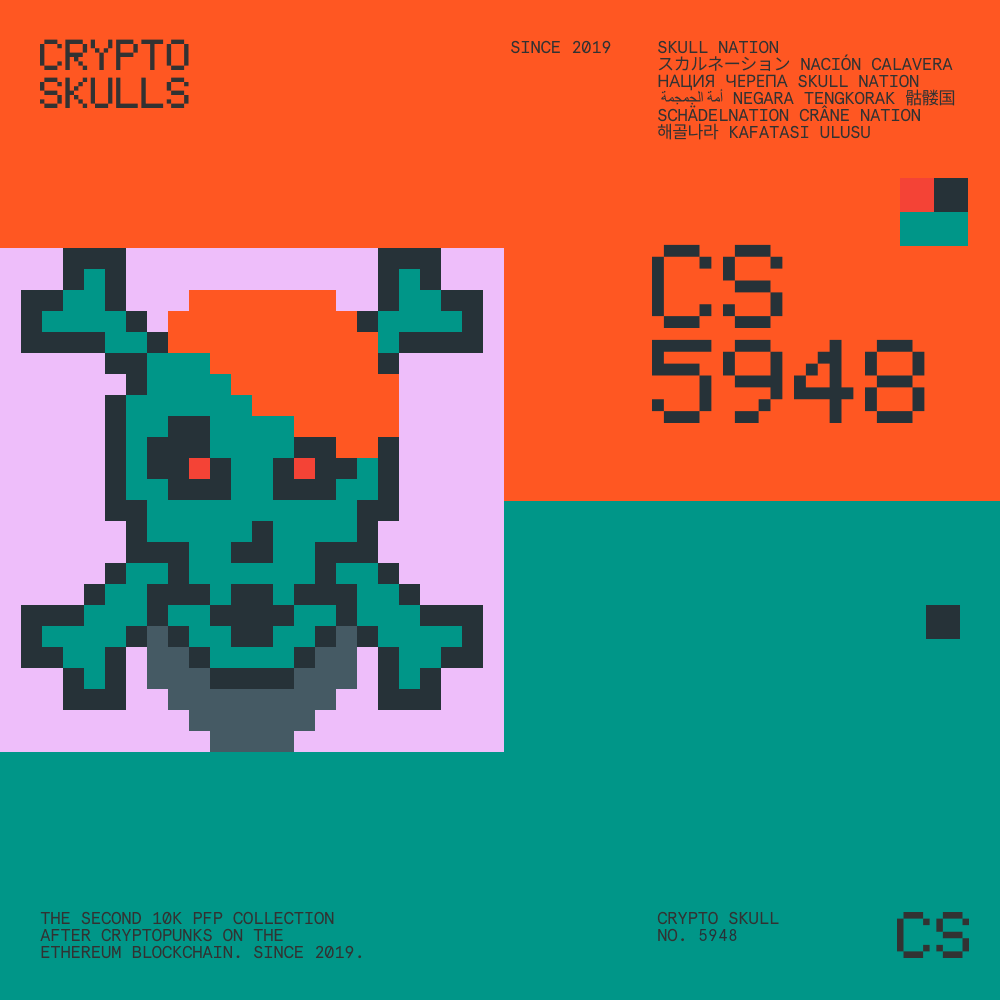 CRYPTO
SKULLS
SINCE 2019
SKULL NATION
スカルネーション NACIÓN CALAVERA
НАЦИЯ ЧЕРЕПА SKULL NATION
أمة الجمجمة NEGARA TENGKORAK 骷髅国
SCHÄDELNATION CRÂNE NATION
해골나라 KAFATASI ULUSU
CS
5948
THE SECOND 10K PFP COLLECTION
AFTER CRYPTOPUNKS ON THE
ETHEREUM BLOCKCHAIN. SINCE 2019.
CRYPTO SKULL
NO. 5948
CS